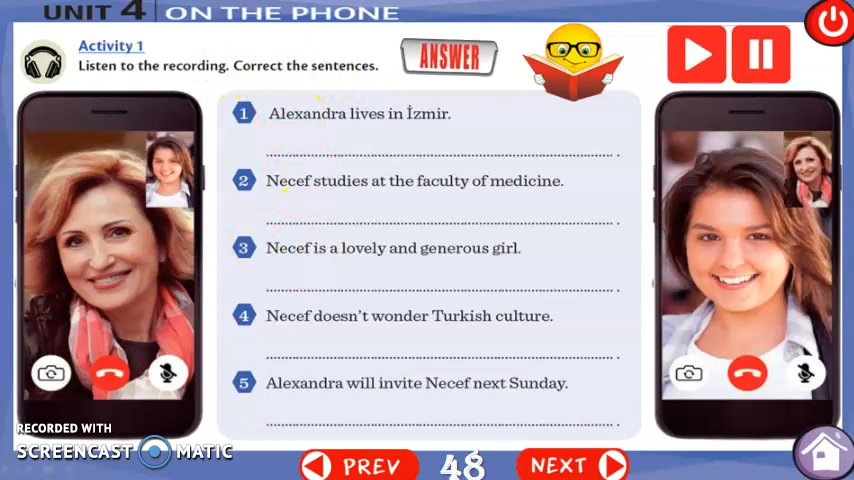 UNIT 4 ON THE PHONE
Activity 1
Listen to the recording. Correct the sentences.
ANSWER
1 Alexandra lives in İzmir.
2 Necef studies at the faculty of medicine.
3 Necef is a lovely and generous girl.
4 Necef doesn't wonder Turkish culture.
5 Alexandra will invite Necef next Sunday.
RECORDED WITH
SCREENCAST MATIC
PREV 48 NEXT